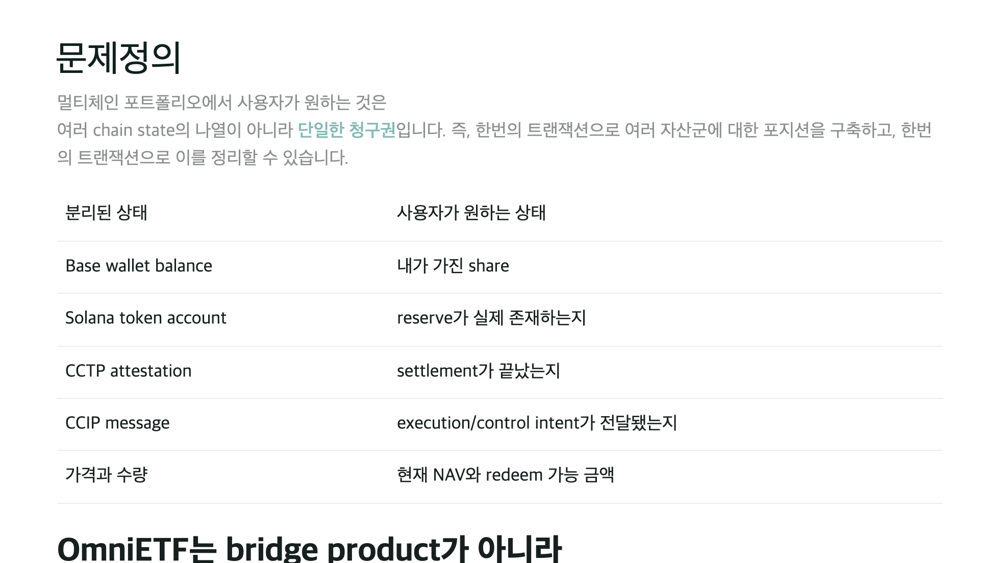 문제정의
멀티체인 포트폴리오에서 사용자가 원하는 것은
여러 chain state의 나열이 아니라 단일한 청구권입니다. 즉, 한번의 트랜잭션으로 여러 자산군에 대한 포지션을 구축하고, 한번
의 트랜잭션으로 이를 정리할 수 있습니다.
분리된 상태 사용자가 원하는 상태
Base wallet balance 내가 가진 share
Solana token account reserve가 실제 존재하는지
CCTP attestation settlement가 끝났는지
CCIP message execution/control intent가 전달됐는지
가격과 수량 현재 NAV와 redeem 가능 금액
OmniETF는 bridge product가 아니라